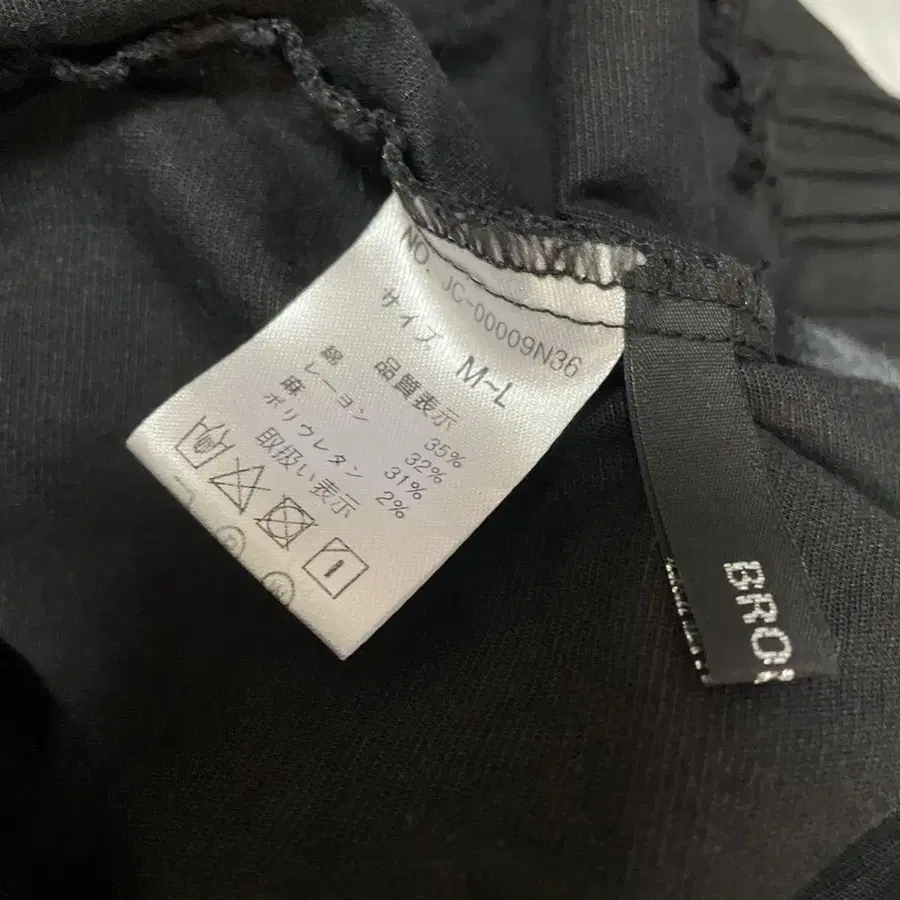 NO. JC-00009N36
サイズ M~L
品質表示
綿 35%
レーヨン 32%
麻 31%
ポリウレタン 2%
取扱い表示